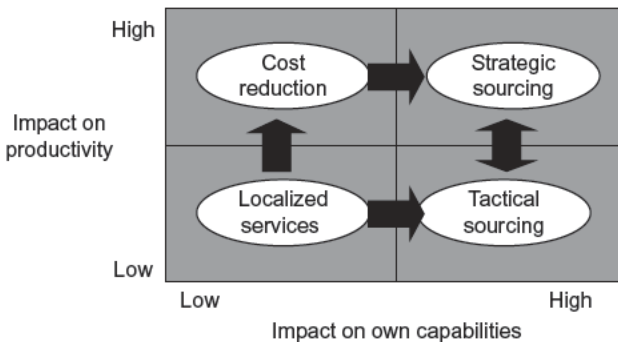 High
Cost
reduction
Strategic
sourcing
Impact on
productivity
Localized
services
Tactical
sourcing
Low
Low
High
Impact on own capabilities